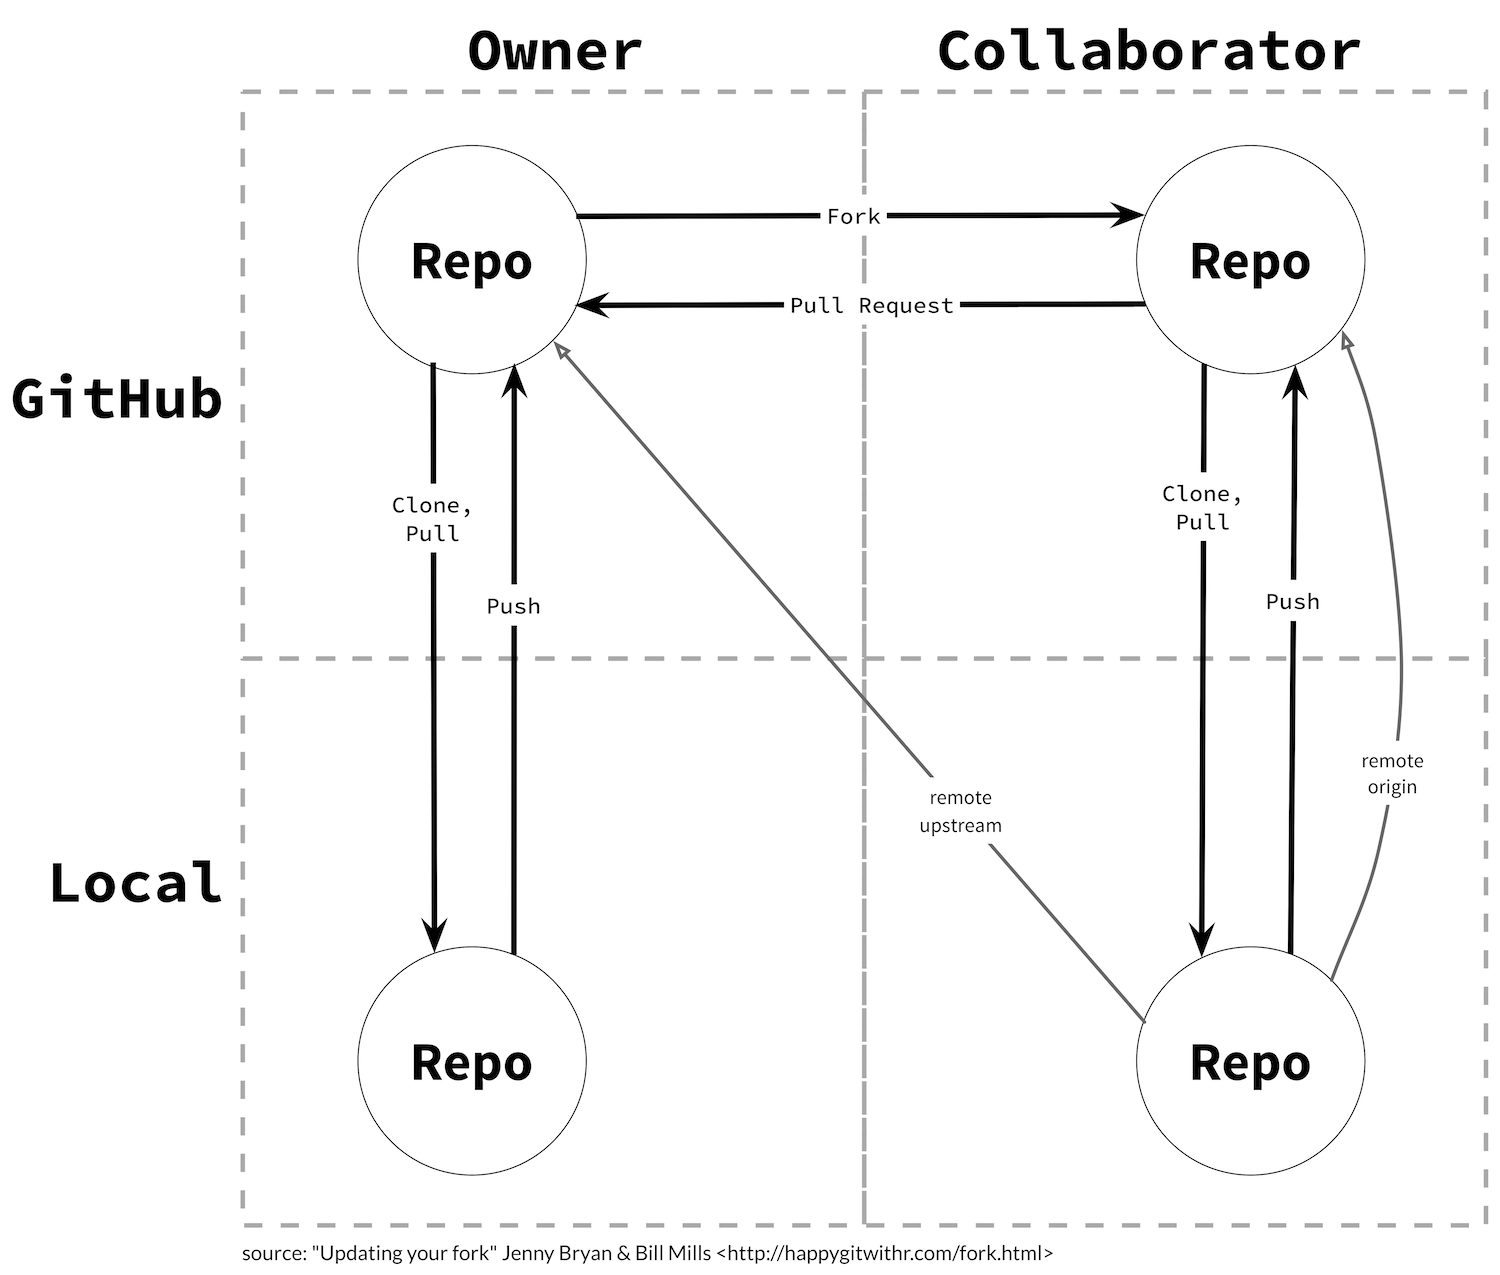 Owner
Collaborator
Repo
Fork
Repo
Pull Request
GitHub
Clone,
Pull
Push
Clone,
Pull
Push
remote
origin
remote
upstream
Local
Repo
Repo
source: "Updating your fork" Jenny Bryan & Bill Mills <http://happygitwithr.com/fork.html>